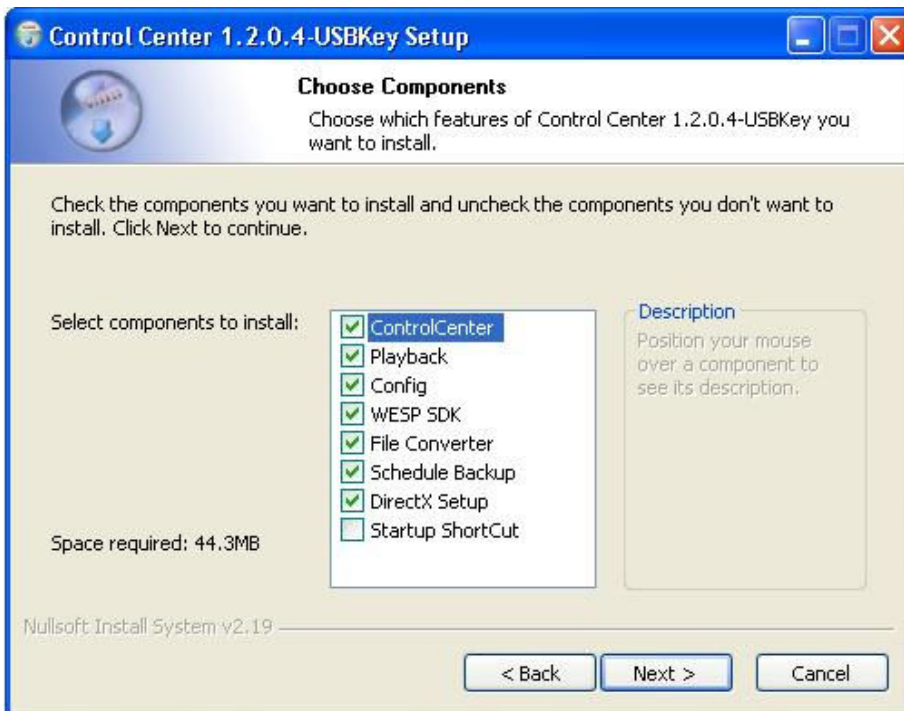 Control Center 1.2.0.4-USBKey Setup
Choose Components
Choose which features of Control Center 1.2.0.4-USBKey you
want to install.
Check the components you want to install and uncheck the components you don't want to
install. Click Next to continue.
Select components to install:
ControlCenter
Playback
Config
WESP SDK
File Converter
Schedule Backup
DirectX Setup
Startup ShortCut
Description
Position your mouse
over a component to
see its description.
Space required: 44.3MB
Nullsoft Install System v2.19
< Back
Next >
Cancel